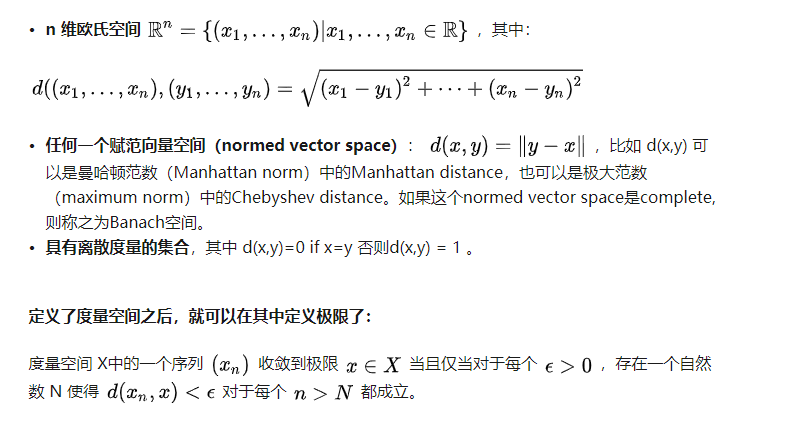 • n 维欧氏空间 $\mathbb{R}^n = \{(x_1, \ldots, x_n) | x_1, \ldots, x_n \in \mathbb{R}\}$ ，其中：
$d((x_1, \ldots, x_n), (y_1, \ldots, y_n) = \sqrt{(x_1 - y_1)^2 + \cdots + (x_n - y_n)^2}$
• 任何一个赋范向量空间（normed vector space）： $d(x, y) = \|y - x\|$ ，比如 d(x,y) 可
以是曼哈顿范数（Manhattan norm）中的Manhattan distance，也可以是极大范数
（maximum norm）中的Chebyshev distance。如果这个normed vector space是complete,
则称之为Banach空间。
• 具有离散度量的集合，其中 d(x,y)=0 if x=y 否则d(x,y) = 1 。
定义了度量空间之后，就可以在其中定义极限了：
度量空间 X中的一个序列 $(x_n)$ 收敛到极限 $x \in X$ 当且仅当对于每个 $\epsilon > 0$ ，存在一个自然
数 N 使得 $d(x_n, x) < \epsilon$ 对于每个 $n > N$ 都成立。